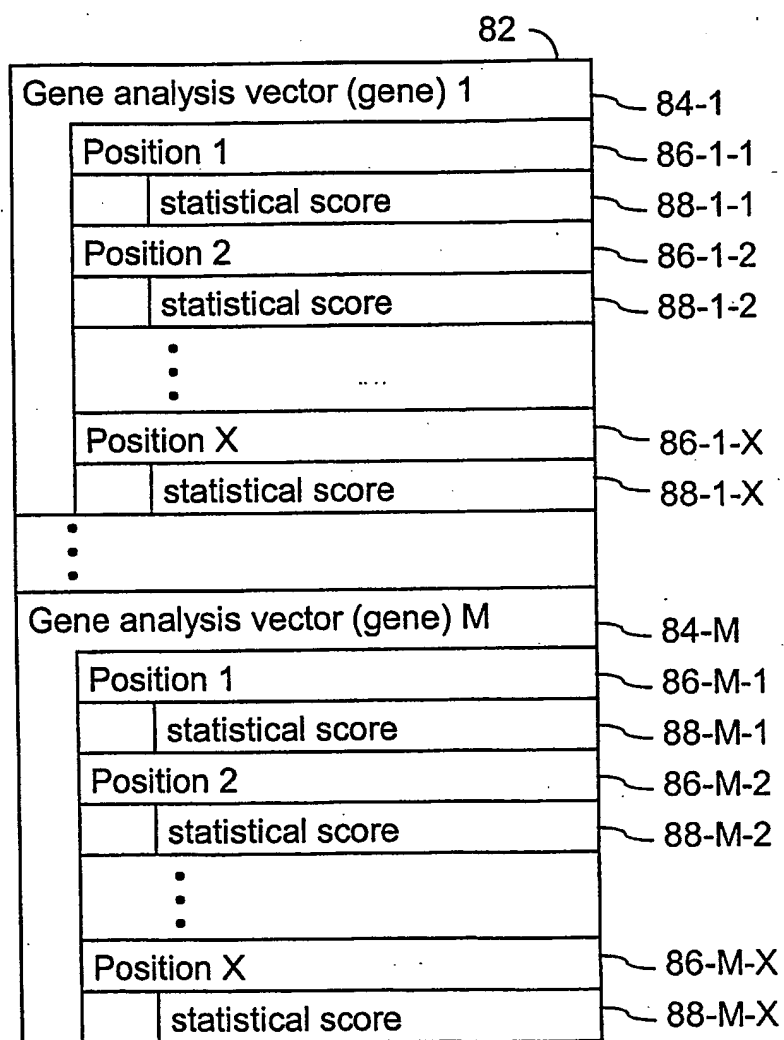 82
Gene analysis vector (gene) 1 84-1
Position 1 86-1-1
statistical score 88-1-1
Position 2 86-1-2
statistical score 88-1-2
Position X 86-1-X
statistical score 88-1-X
Gene analysis vector (gene) M 84-M
Position 1 86-M-1
statistical score 88-M-1
Position 2 86-M-2
statistical score 88-M-2
Position X 86-M-X
statistical score 88-M-X